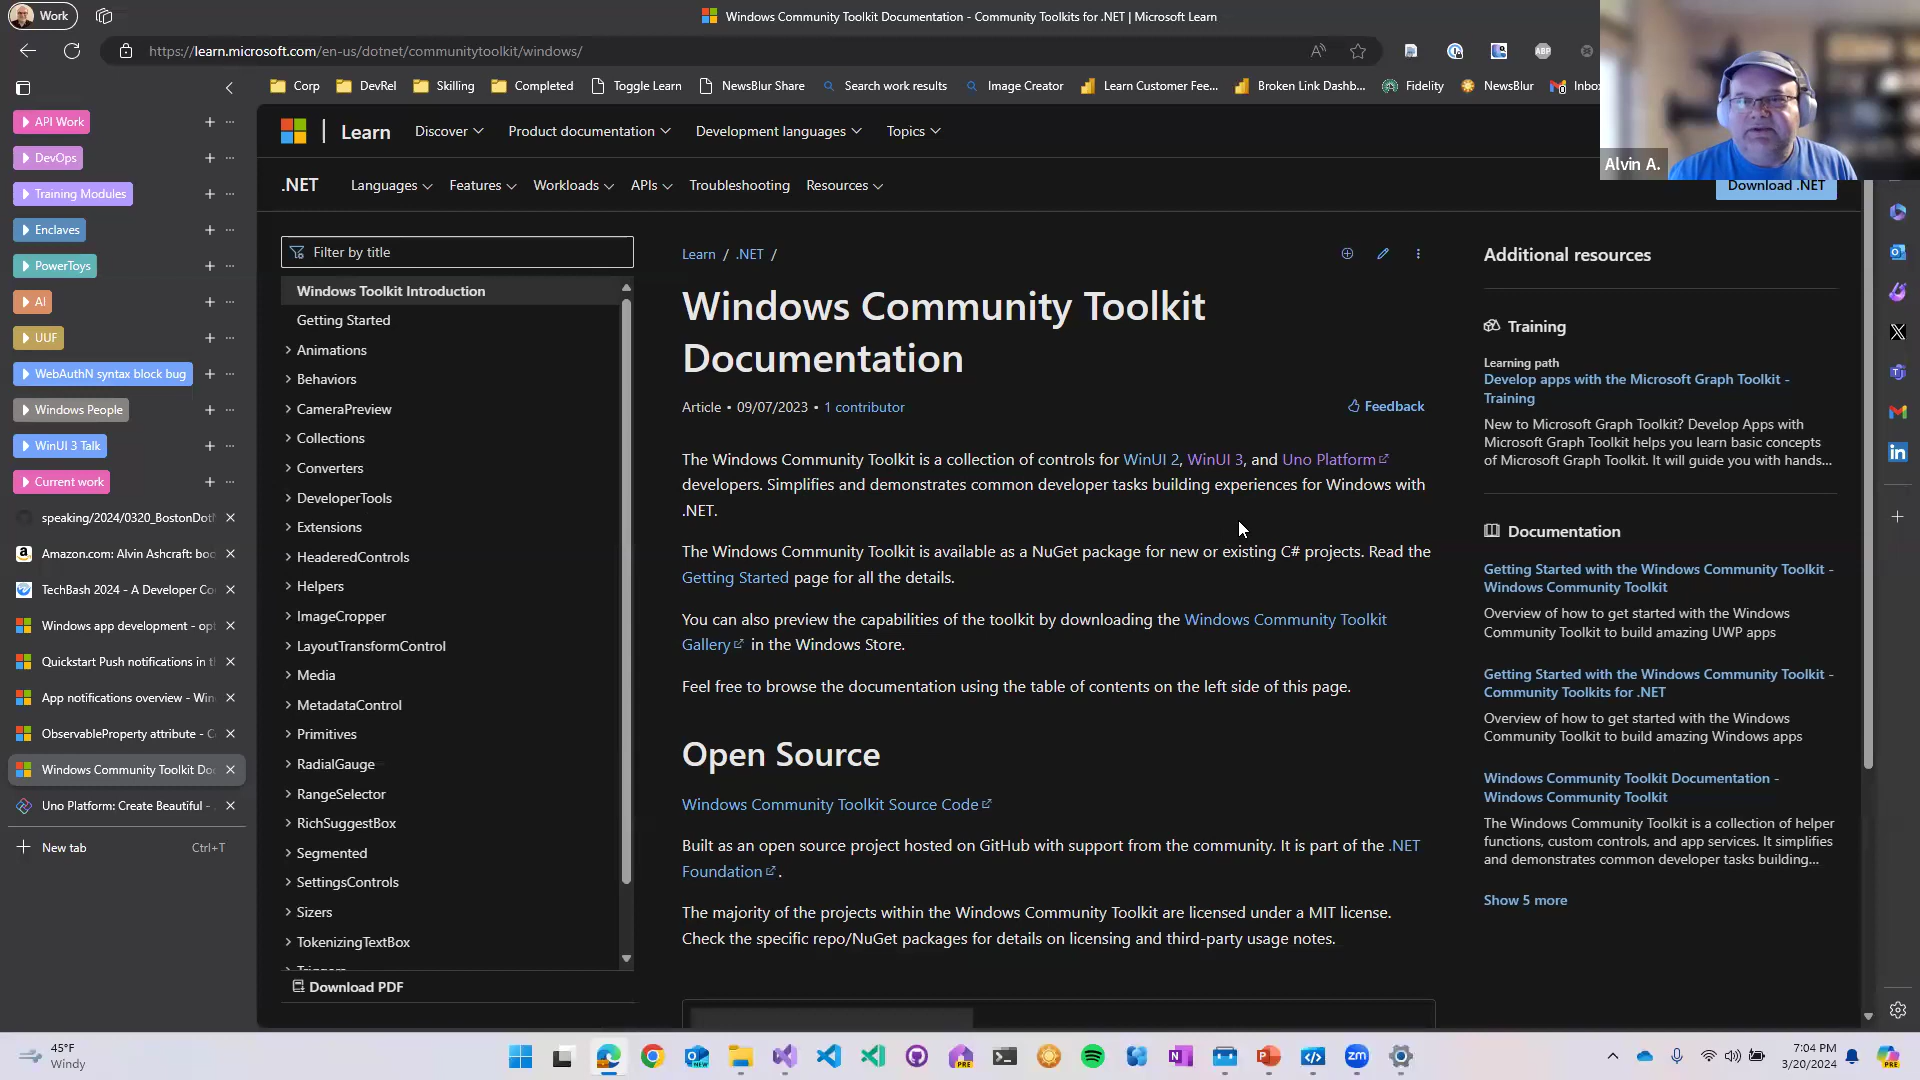 Work
Windows Community Toolkit Documentation - Community Toolkits for .NET | Microsoft Learn
https://learn.microsoft.com/en-us/dotnet/communitytoolkit/windows/
Corp
DevRel
Skilling
Completed
Toggle Learn
NewsBlur Share
Search work results
Image Creator
Learn Customer Fee...
Broken Link Dashb...
Fidelity
NewsBlur
Inbo
API Work
DevOps
Training Modules
Enclaves
PowerToys
AI
UUF
WebAuthN syntax block bug
Windows People
WinUI 3 Talk
Current work
speaking/2024/0320_BostonDotN
Amazon.com: Alvin Ashcraft: boo
TechBash 2024 - A Developer Co
Windows app development - opt
Quickstart Push notifications in t
App notifications overview - Win
ObservableProperty attribute - C
Windows Community Toolkit Do
Uno Platform: Create Beautiful -
New tab Ctrl+T
Learn
Discover
Product documentation
Development languages
Topics
.NET
Languages
Features
Workloads
APIs
Troubleshooting
Resources
Download .NET
Alvin A.
ABP
Filter by title
Windows Toolkit Introduction
Getting Started
Animations
Behaviors
CameraPreview
Collections
Converters
DeveloperTools
Extensions
HeaderedControls
Helpers
ImageCropper
LayoutTransformControl
Media
MetadataControl
Primitives
RadialGauge
RangeSelector
RichSuggestBox
Segmented
SettingsControls
Sizers
TokenizingTextBox
Triggers
Download PDF
Learn / .NET /
Windows Community Toolkit
Documentation
Article • 09/07/2023 • 1 contributor
Feedback
The Windows Community Toolkit is a collection of controls for WinUI 2, WinUI 3, and Uno Platform
developers. Simplifies and demonstrates common developer tasks building experiences for Windows with
.NET.
The Windows Community Toolkit is available as a NuGet package for new or existing C# projects. Read the
Getting Started page for all the details.
You can also preview the capabilities of the toolkit by downloading the Windows Community Toolkit
Gallery in the Windows Store.
Feel free to browse the documentation using the table of contents on the left side of this page.
Open Source
Windows Community Toolkit Source Code
Built as an open source project hosted on GitHub with support from the community. It is part of the .NET
Foundation .
The majority of the projects within the Windows Community Toolkit are licensed under a MIT license.
Check the specific repo/NuGet packages for details on licensing and third-party usage notes.
Additional resources
Training
Learning path
Develop apps with the Microsoft Graph Toolkit -
Training
New to Microsoft Graph Toolkit? Develop Apps with
Microsoft Graph Toolkit helps you learn basic concepts
of Microsoft Graph Toolkit. It will guide you with hands...
Documentation
Getting Started with the Windows Community Toolkit -
Windows Community Toolkit
Overview of how to get started with the Windows
Community Toolkit to build amazing UWP apps
Getting Started with the Windows Community Toolkit -
Community Toolkits for .NET
Overview of how to get started with the Windows
Community Toolkit to build amazing Windows apps
Windows Community Toolkit Documentation -
Windows Community Toolkit
The Windows Community Toolkit is a collection of helper
functions, custom controls, and app services. It simplifies
and demonstrates common developer tasks building...
Show 5 more
45°F
Windy
7:04 PM
3/20/2024